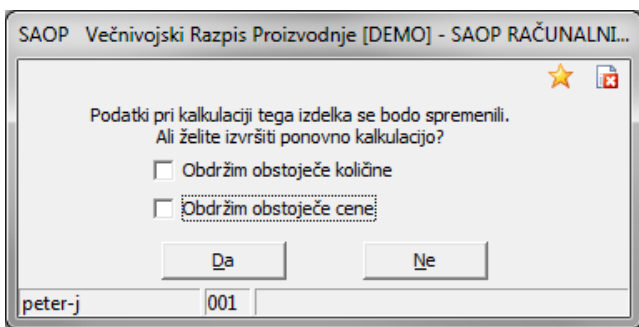 SAOP Večnivojski Razpis Proizvodnje [DEMO] - SAOP RAČUNALNI...
Podatki pri kalkulaciji tega izdelka se bodo spremenili.
Ali želite izvršiti ponovno kalkulacijo?
Obdržim obstoječe količine
Obdržim obstoječe cene
Da Ne
peter-j 001